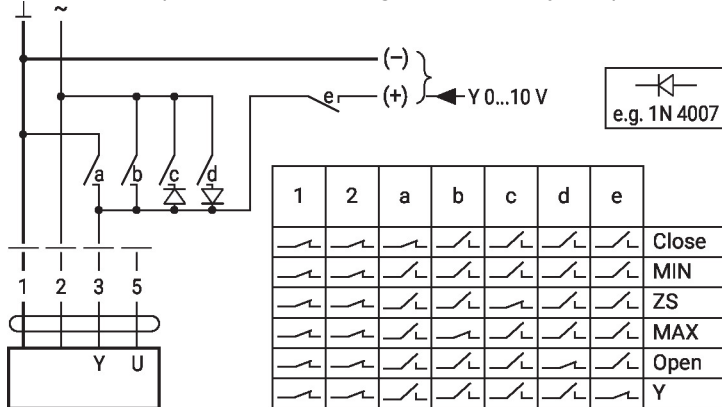 ⊥ ~
(–)
e (+) Y 0...10 V
e.g. 1N 4007
a b c d
1 2 a b c d e
Close
MIN
ZS
MAX
Open
Y
1 2 3 5
Y U